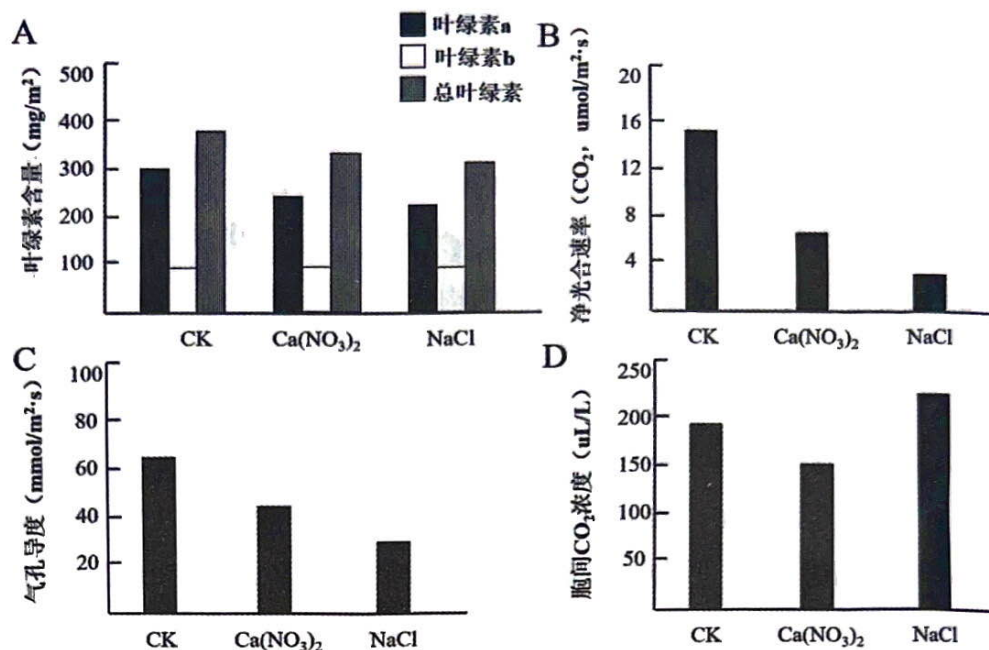 A
叶绿素a
叶绿素b
总叶绿素
叶绿素含量(mg/m²)
500
400
300
200
100
CK
Ca(NO₃)₂
NaCl
B
净光合速率(CO₂, umol/m²·s)
20
16
12
8
4
CK
Ca(NO₃)₂
NaCl
C
气孔导度(mmol/m²·s)
100
80
60
40
20
CK
Ca(NO₃)₂
NaCl
D
胞间CO₂浓度(uL/L)
250
200
150
100
50
CK
Ca(NO₃)₂
NaCl